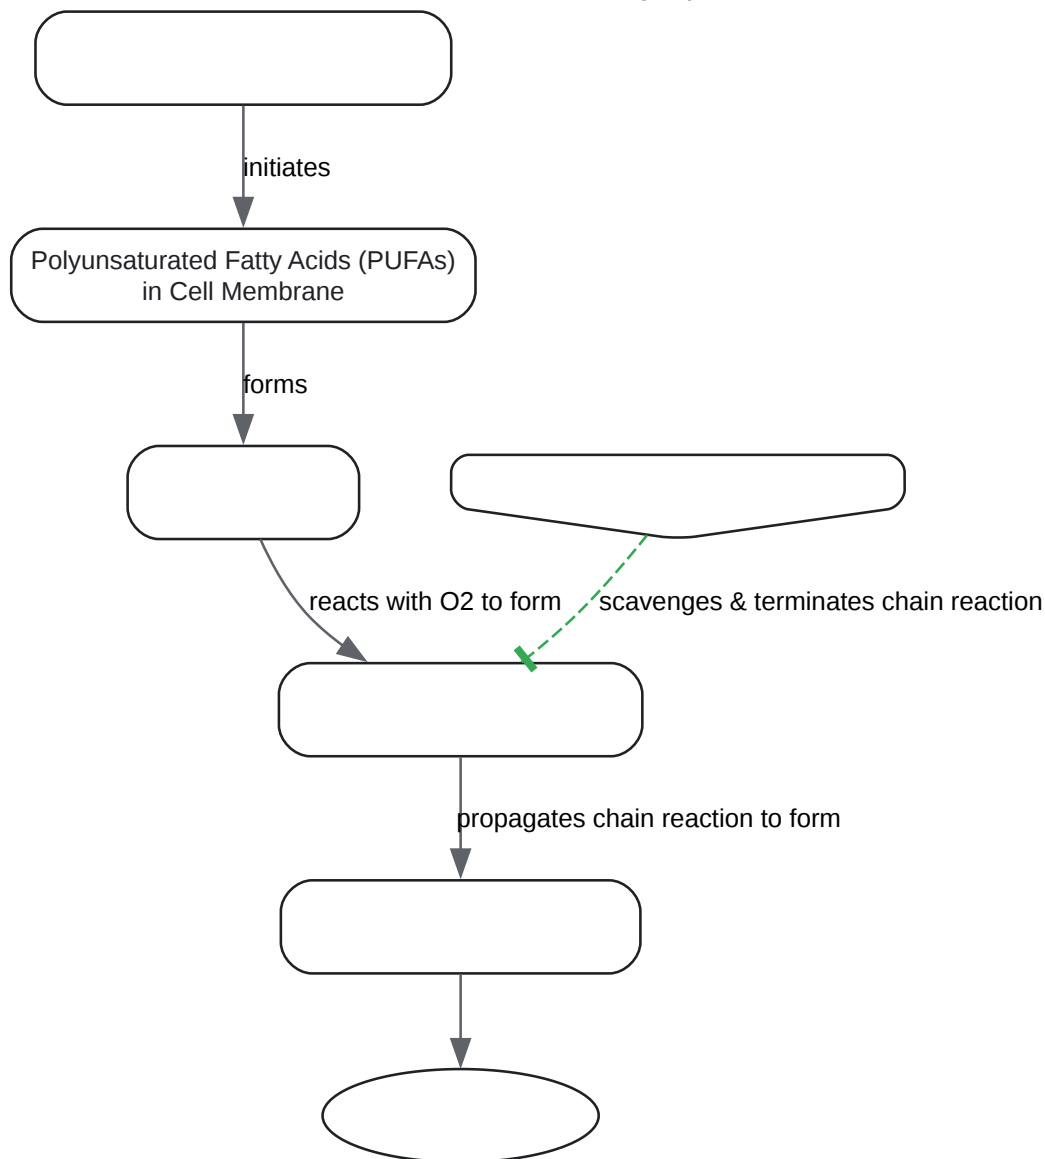 initiates
Polyunsaturated Fatty Acids (PUFAs)
in Cell Membrane
forms
reacts with O2 to form
scavenges & terminates chain reaction
propagates chain reaction to form